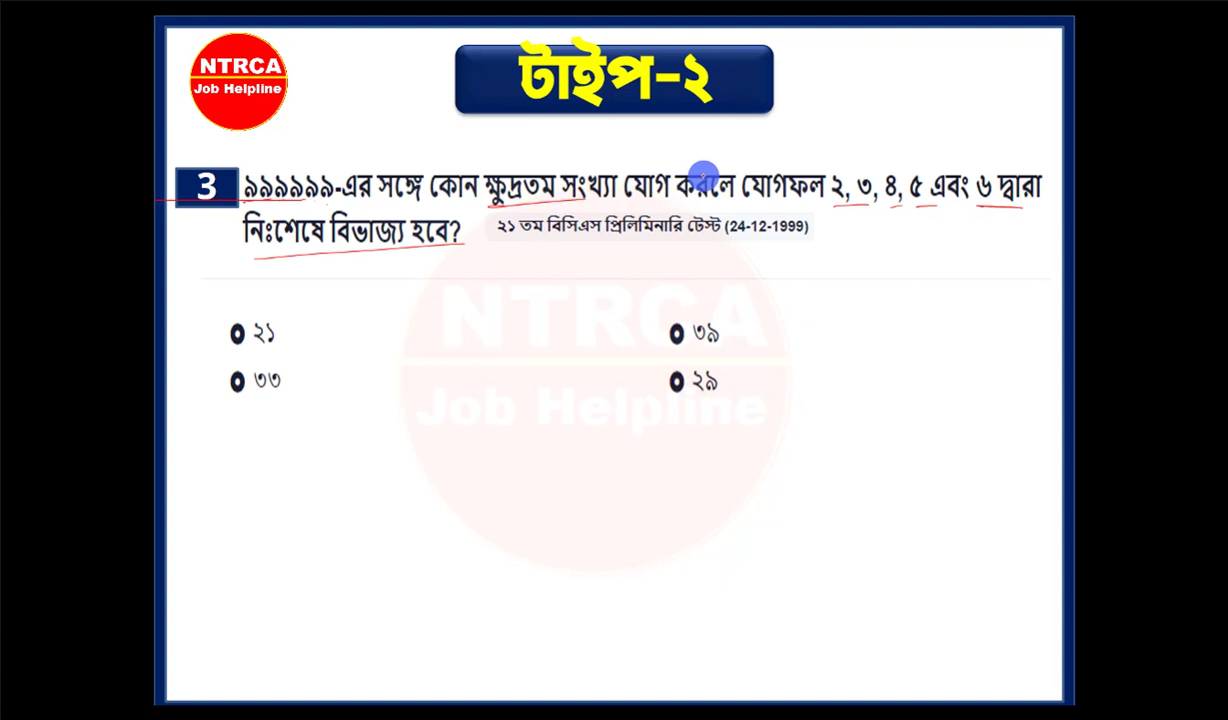 NTRCA
Job Helpline
টাইপ-২
3
৯৯৯৯৯৯-এর সঙ্গে কোন ক্ষুদ্রতম সংখ্যা যোগ করলে যোগফল ২, ৩, ৪, ৫ এবং ৬ দ্বারা
নিঃশেষে বিভাজ্য হবে? ২১ তম বিসিএস প্রিলিমিনারি টেস্ট (24-12-1999)
২১ ৩৯
৩৩ ২৯
NTRCA
Job Helpline